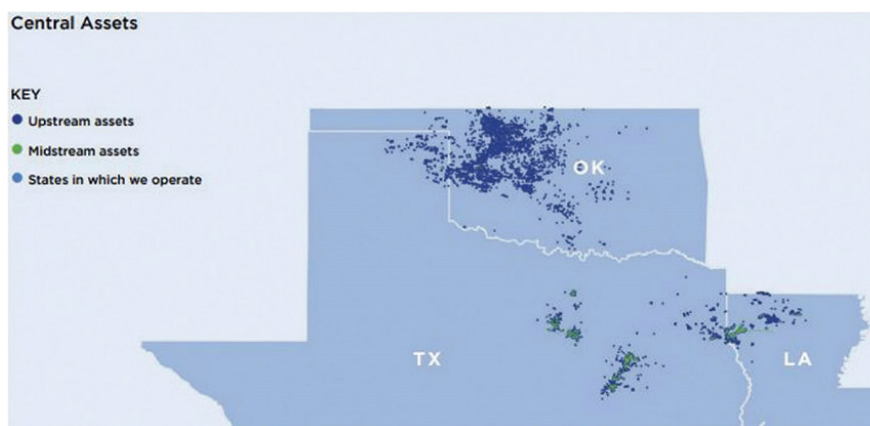 Central Assets
KEY
Upstream assets
Midstream assets
States in which we operate
OK
TX
LA